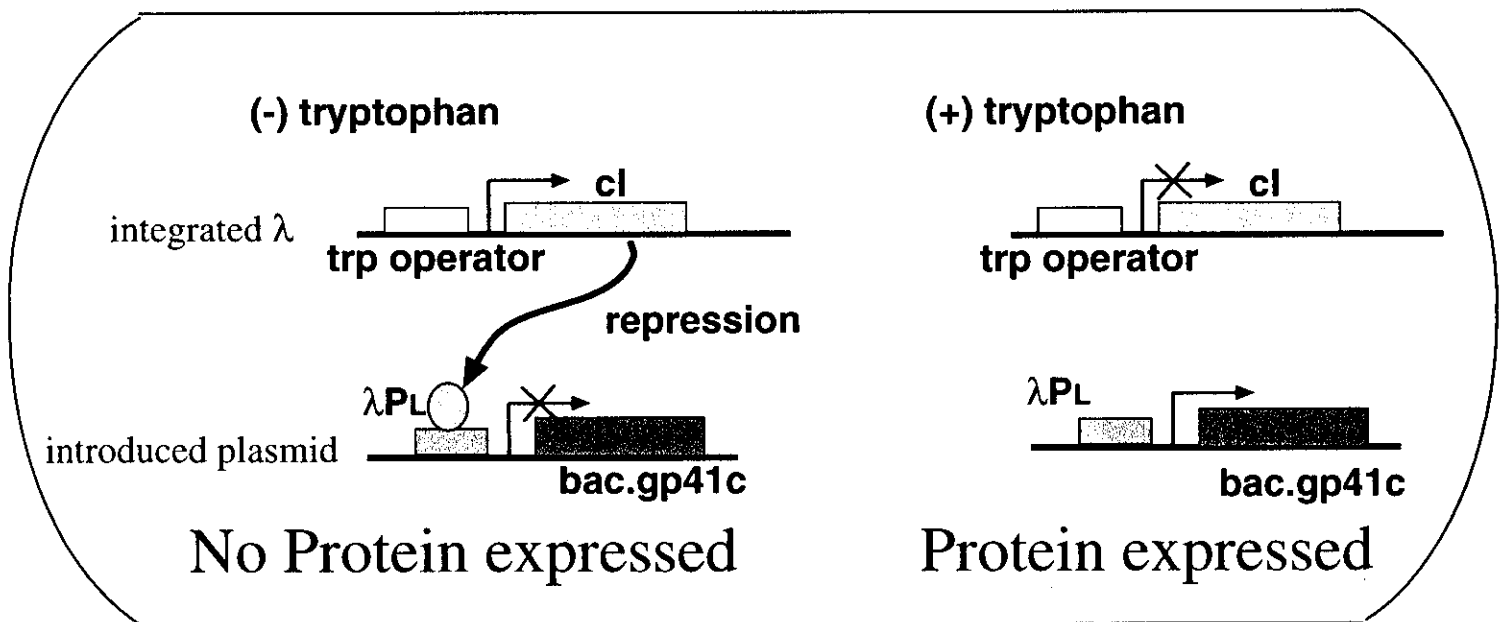 (-) tryptophan
(+) tryptophan
cI
cI
integrated λ
trp operator
trp operator
repression
λPL
λPL
introduced plasmid
bac.gp41c
bac.gp41c
No Protein expressed
Protein expressed